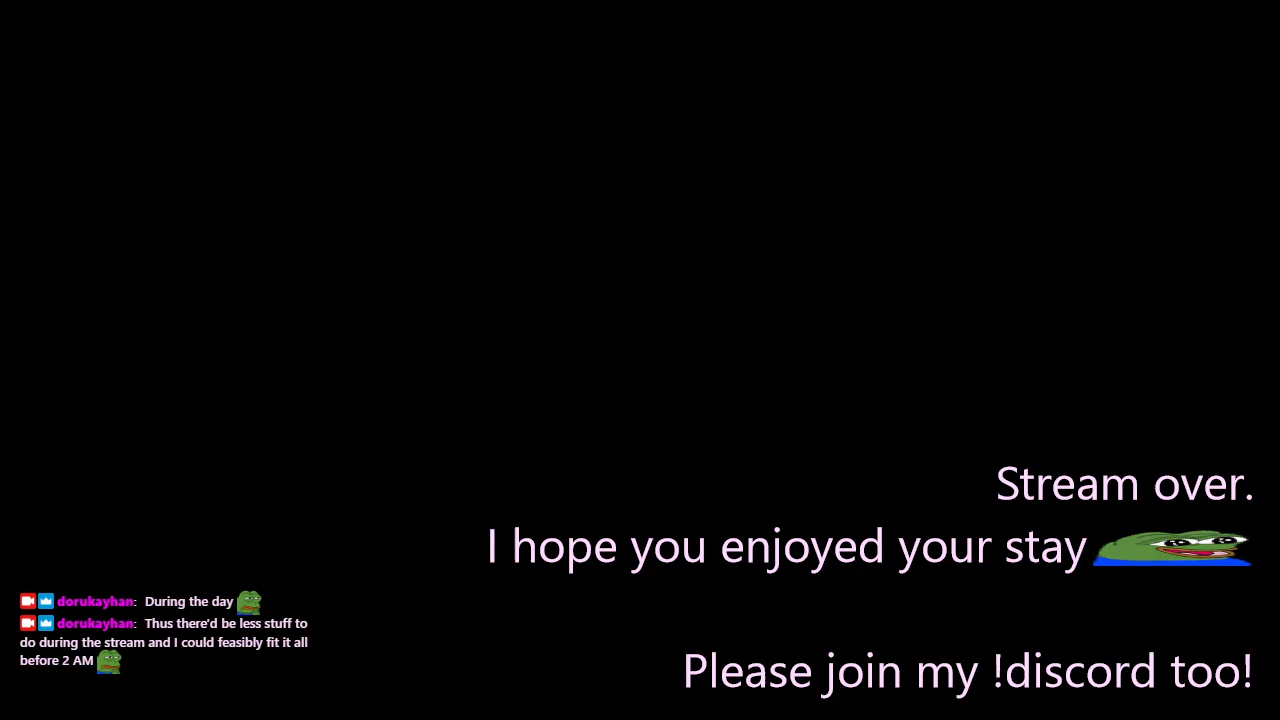 Stream over.
I hope you enjoyed your stay
dorukayhan: During the day
dorukayhan: Thus there'd be less stuff to
do during the stream and I could feasibly fit it all
before 2 AM
Please join my !discord too!